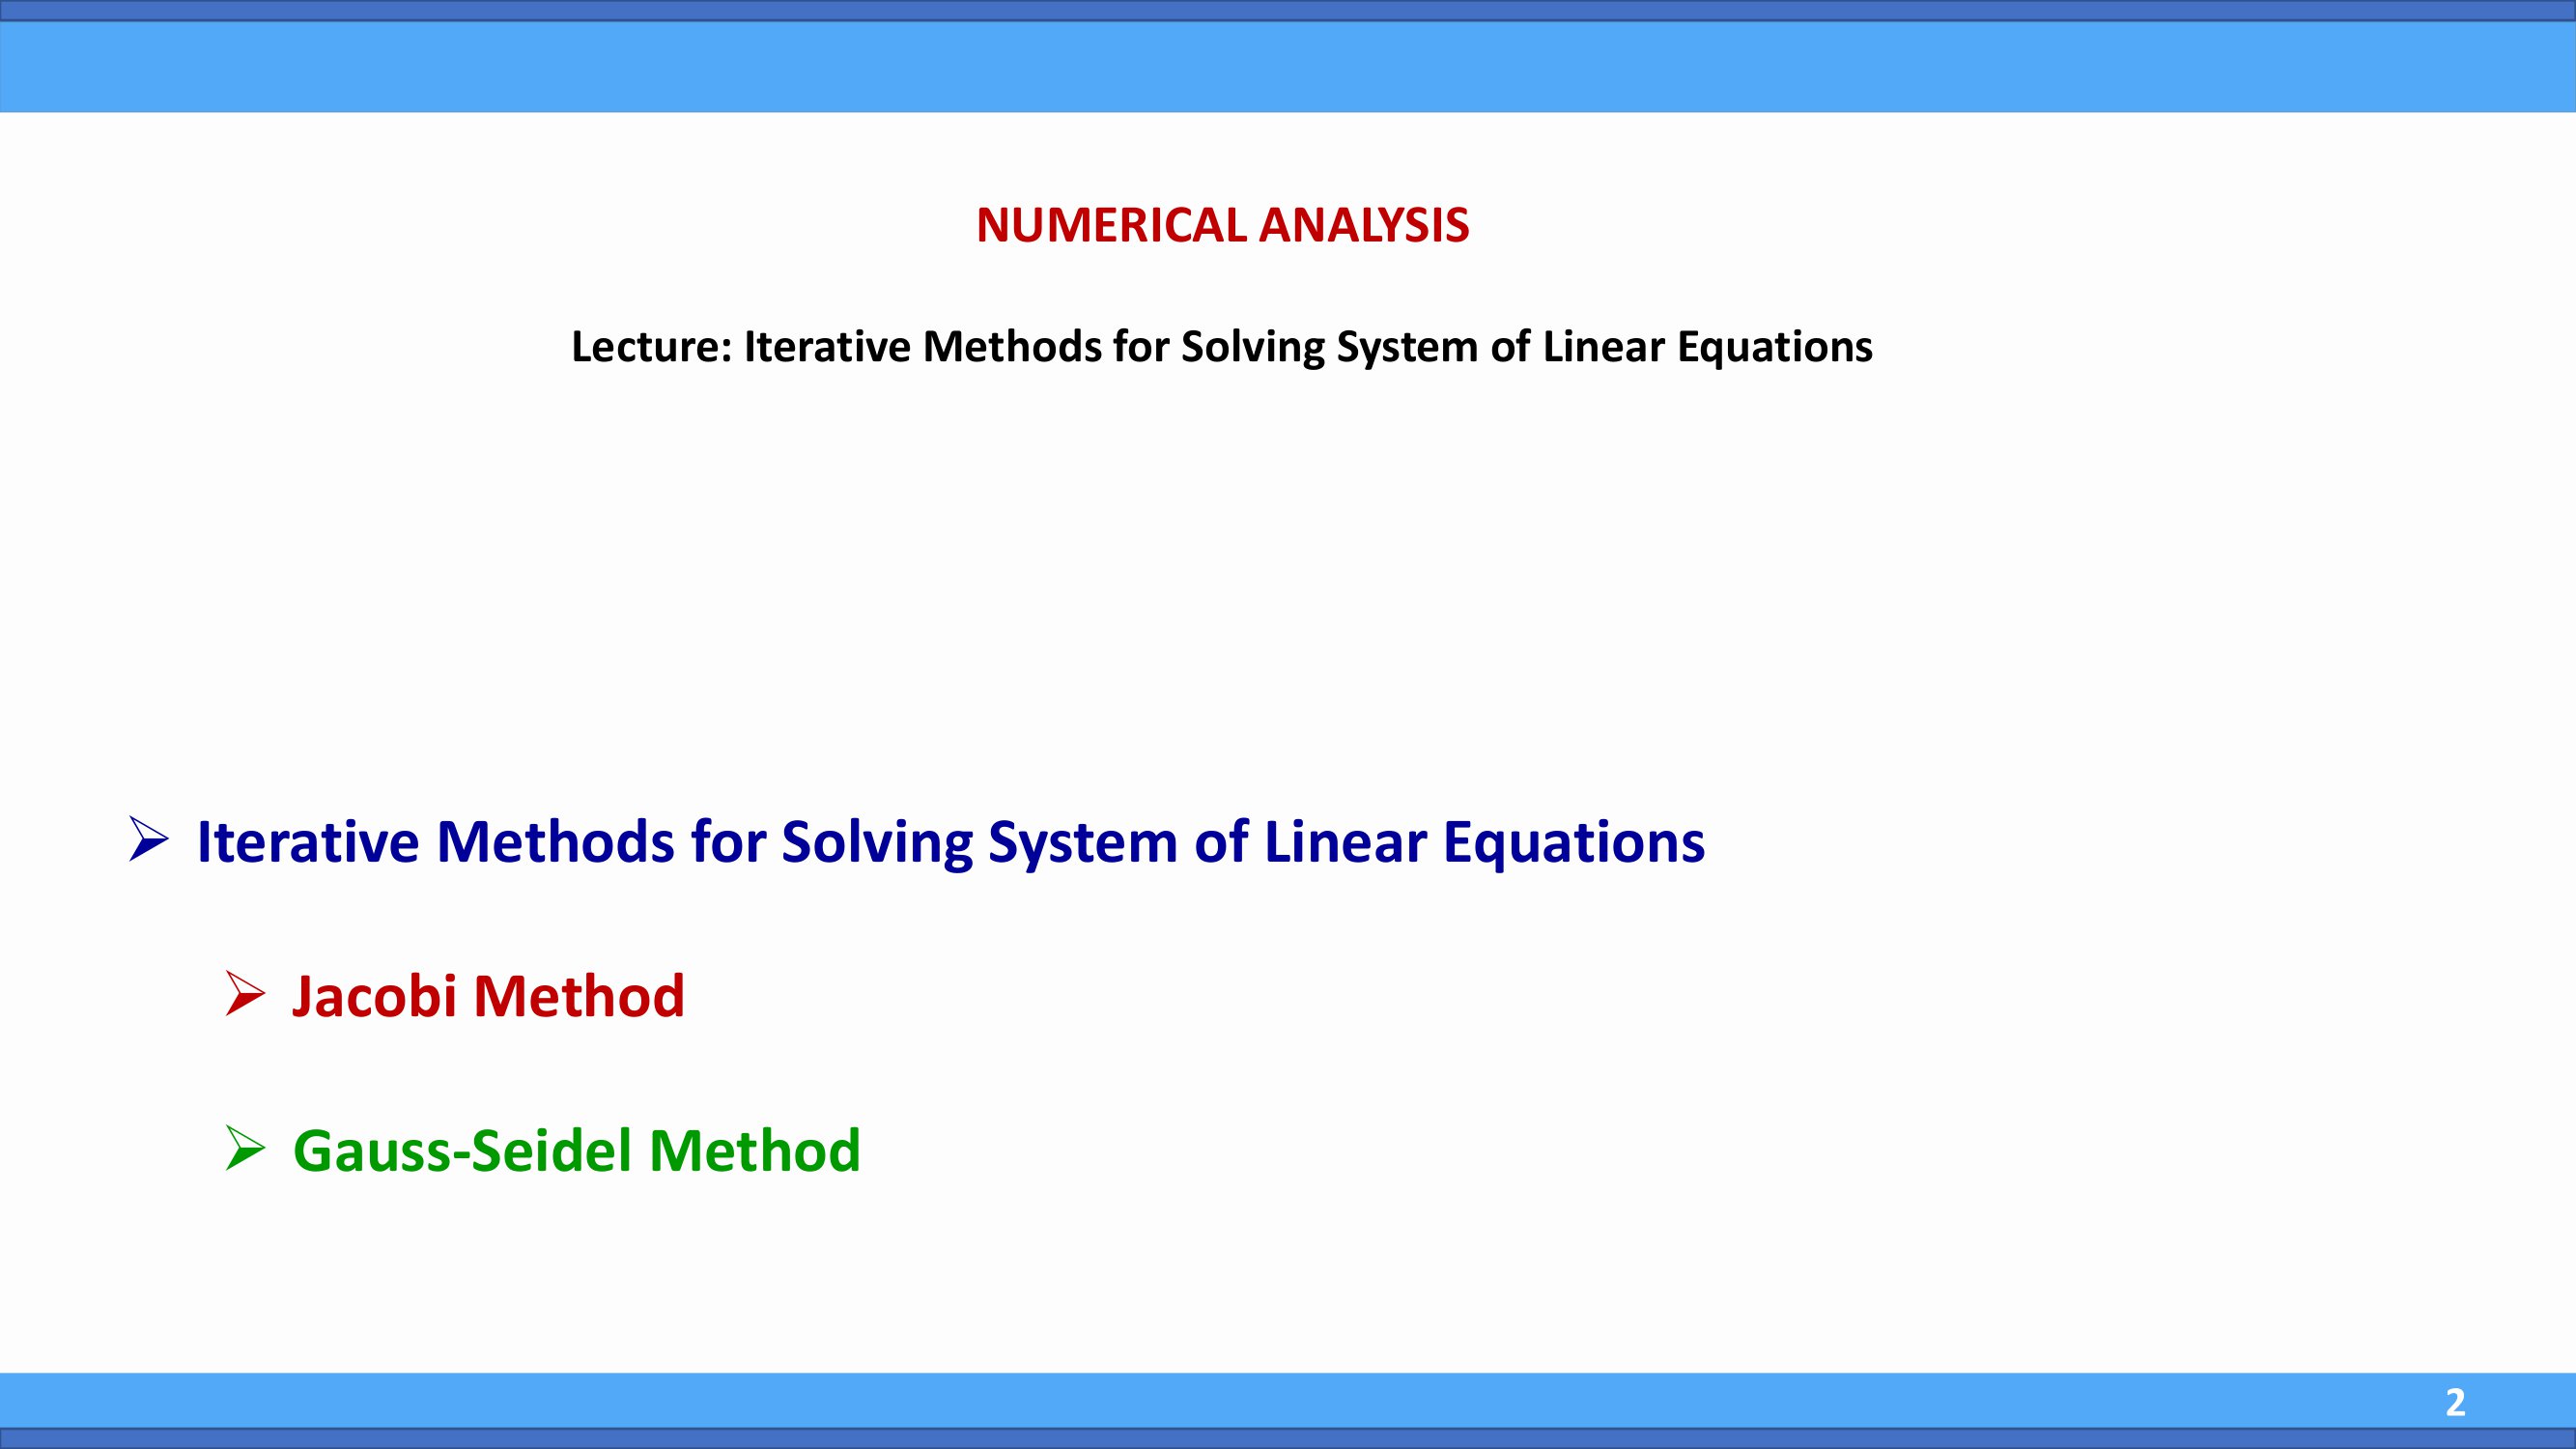 NUMERICAL ANALYSIS
Lecture: Iterative Methods for Solving System of Linear Equations
➢ Iterative Methods for Solving System of Linear Equations
➢ Jacobi Method
➢ Gauss-Seidel Method
2